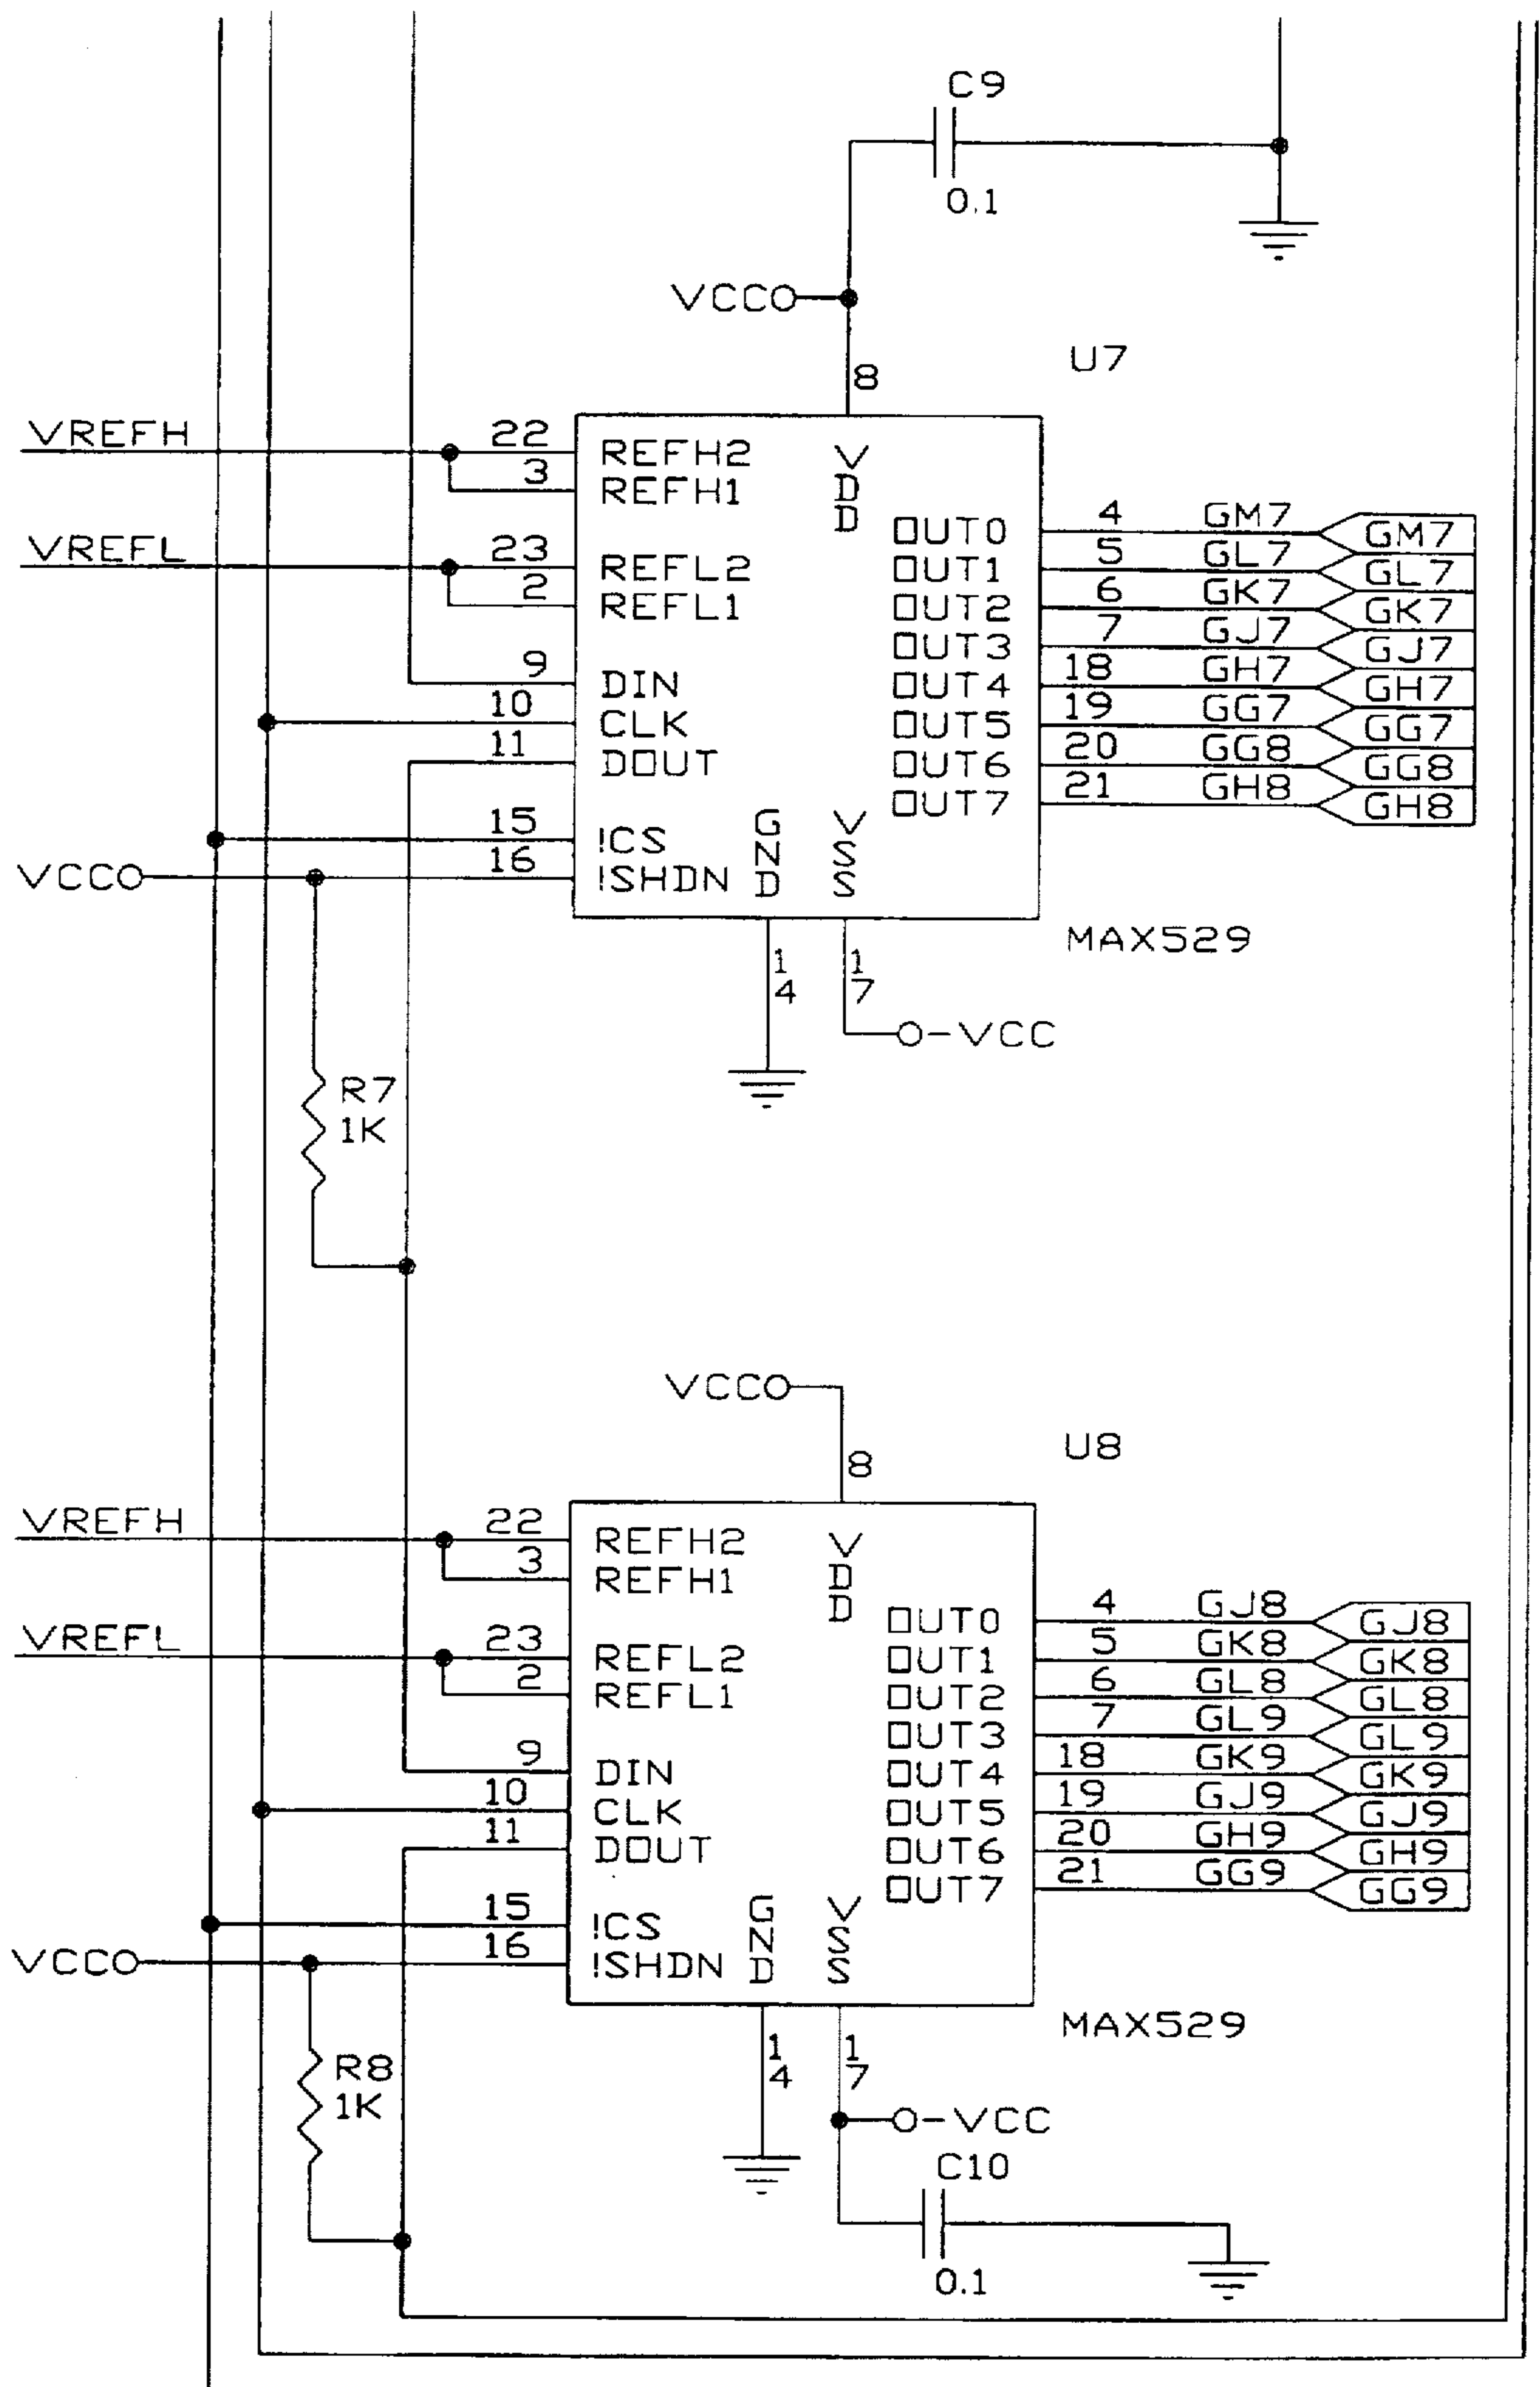 C9
0.1
VCC
U7
8
VREFH 22 REFH2 VDD
3 REFH1
OUT0 4 GM7 GM7
VREFL 23 REFL2 OUT1 5 GL7 GL7
2 REFL1 OUT2 6 GK7 GK7
OUT3 7 GJ7 GJ7
9 DIN OUT4 18 GH7 GH7
10 CLK OUT5 19 GG7 GG7
11 DOUT OUT6 20 GG8 GG8
OUT7 21 GH8 GH8
15 !CS GND VSS
VCC 16 !SHDN
MAX529
14 17
-VCC
R7
1K
VCC
U8
8
VREFH 22 REFH2 VDD
3 REFH1
OUT0 4 GJ8 GJ8
VREFL 23 REFL2 OUT1 5 GK8 GK8
2 REFL1 OUT2 6 GL8 GL8
OUT3 7 GL9 GL9
9 DIN OUT4 18 GK9 GK9
10 CLK OUT5 19 GJ9 GJ9
11 DOUT OUT6 20 GH9 GH9
OUT7 21 GG9 GG9
15 !CS GND VSS
VCC 16 !SHDN
MAX529
14 17
R8
1K
-VCC
C10
0.1